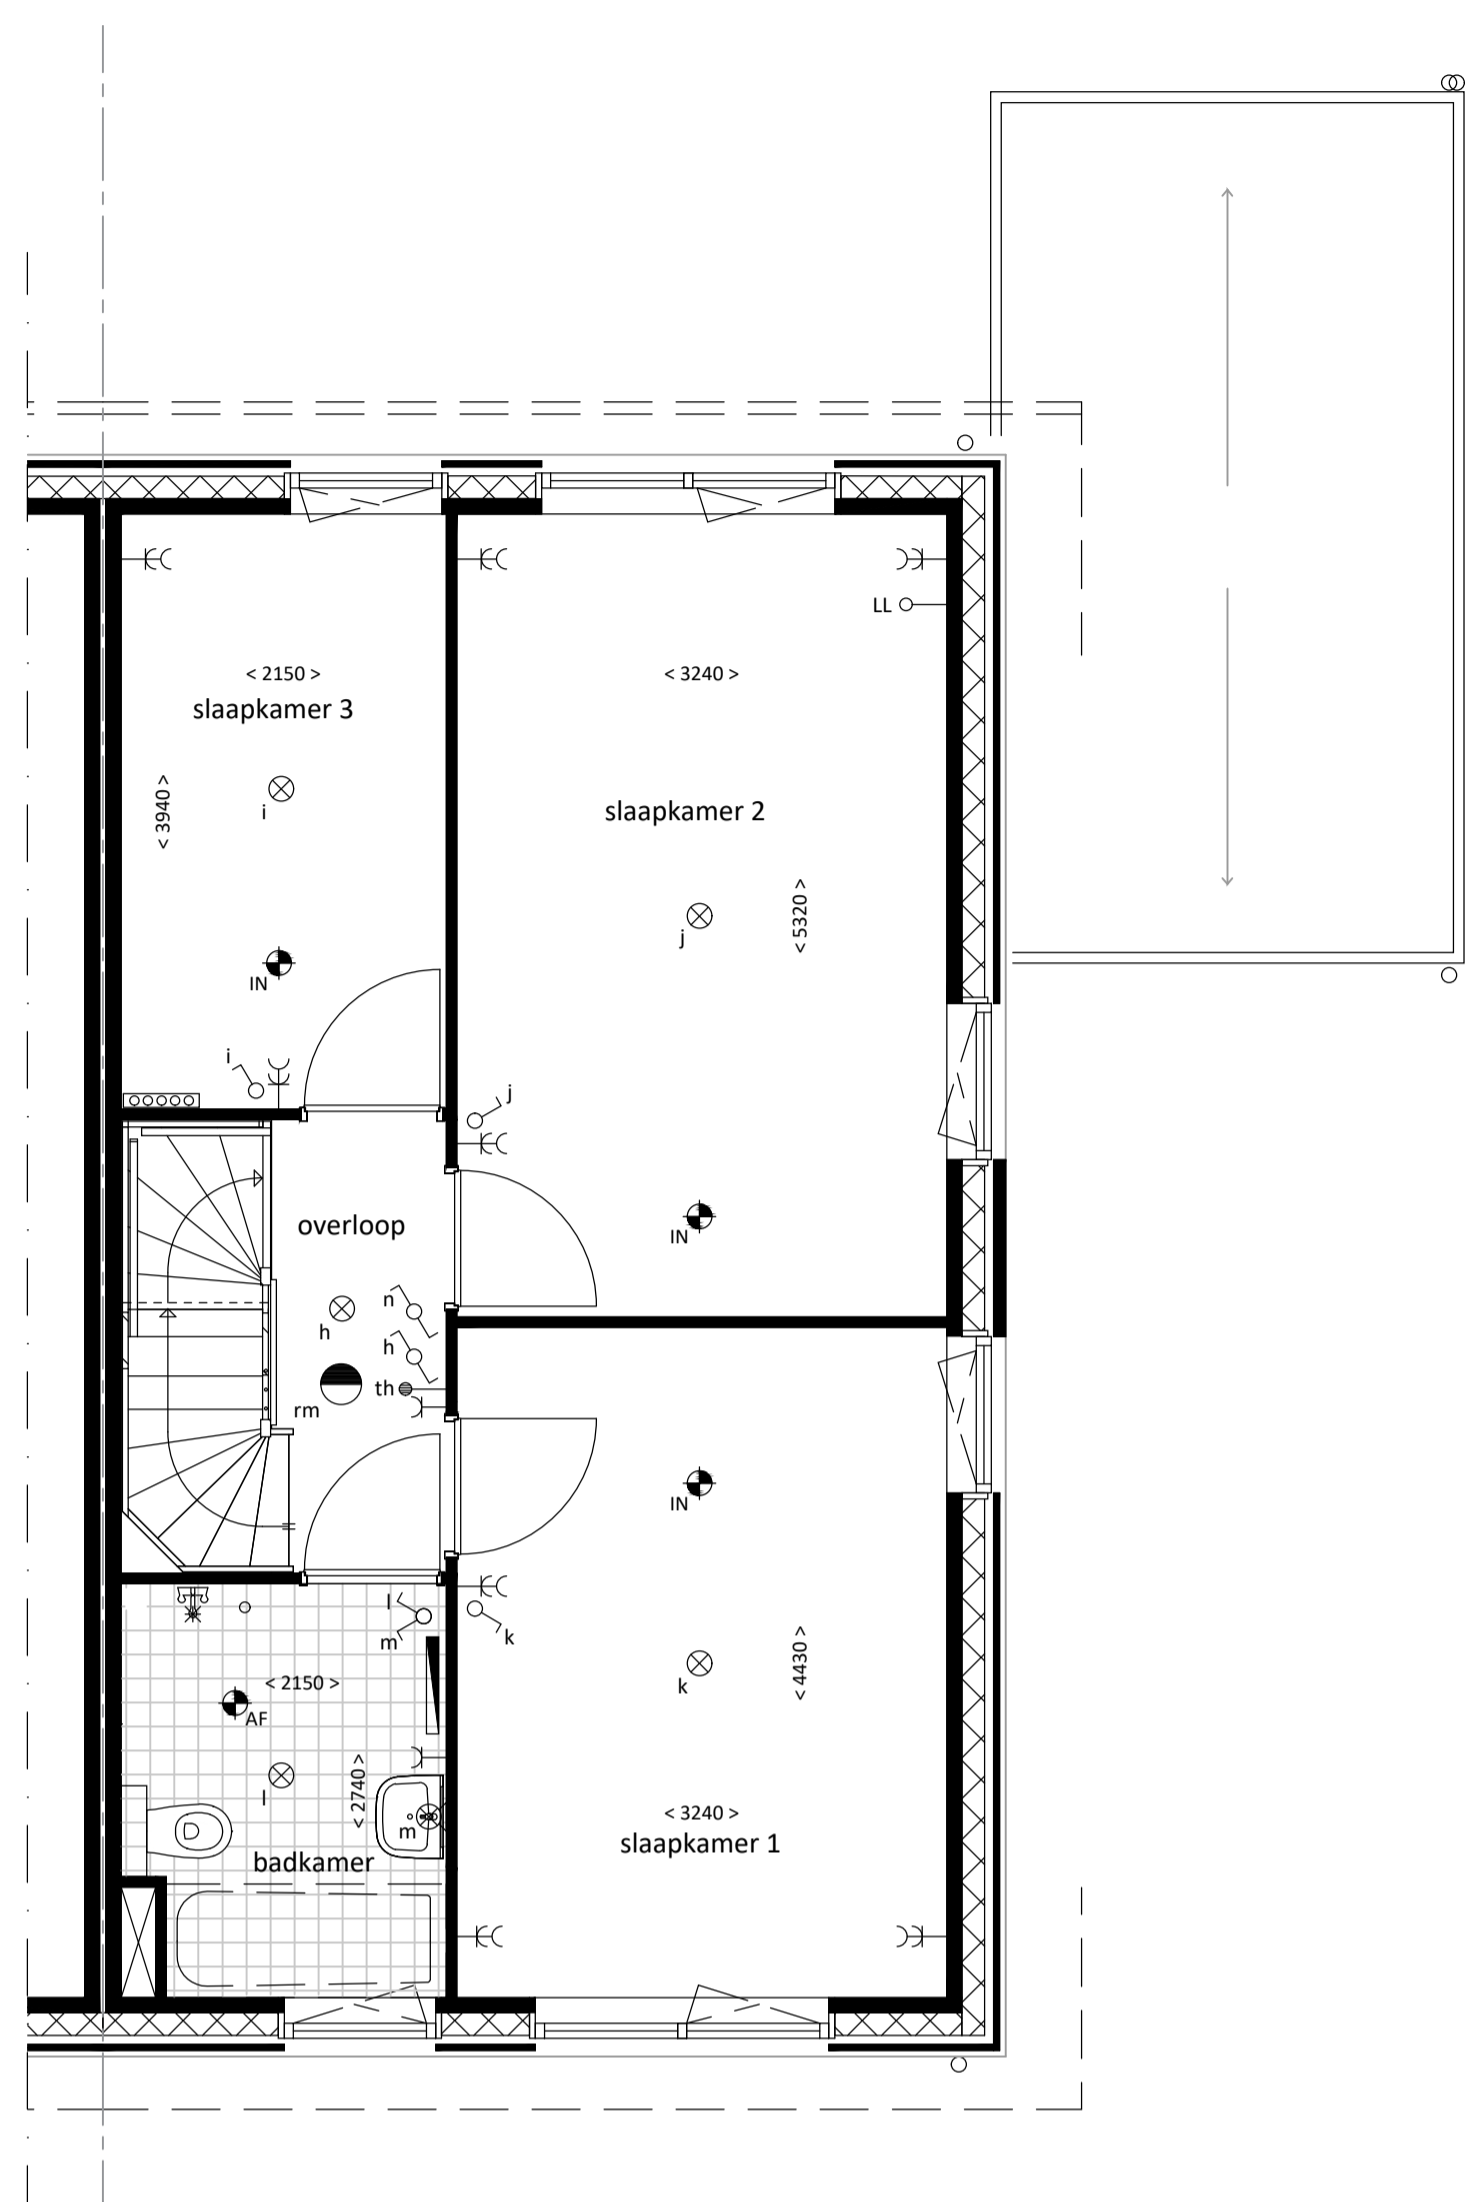 LL
< 2150 >
< 3240 >
slaapkamer 3
< 3940 >
i
slaapkamer 2
j
< 5320 >
IN
i
j
overloop
IN
n
h
h
th
rm
IN
l
m
k
< 2150 >
k
< 4430 >
AF
l
< 2740 >
m
< 3240 >
slaapkamer 1
badkamer